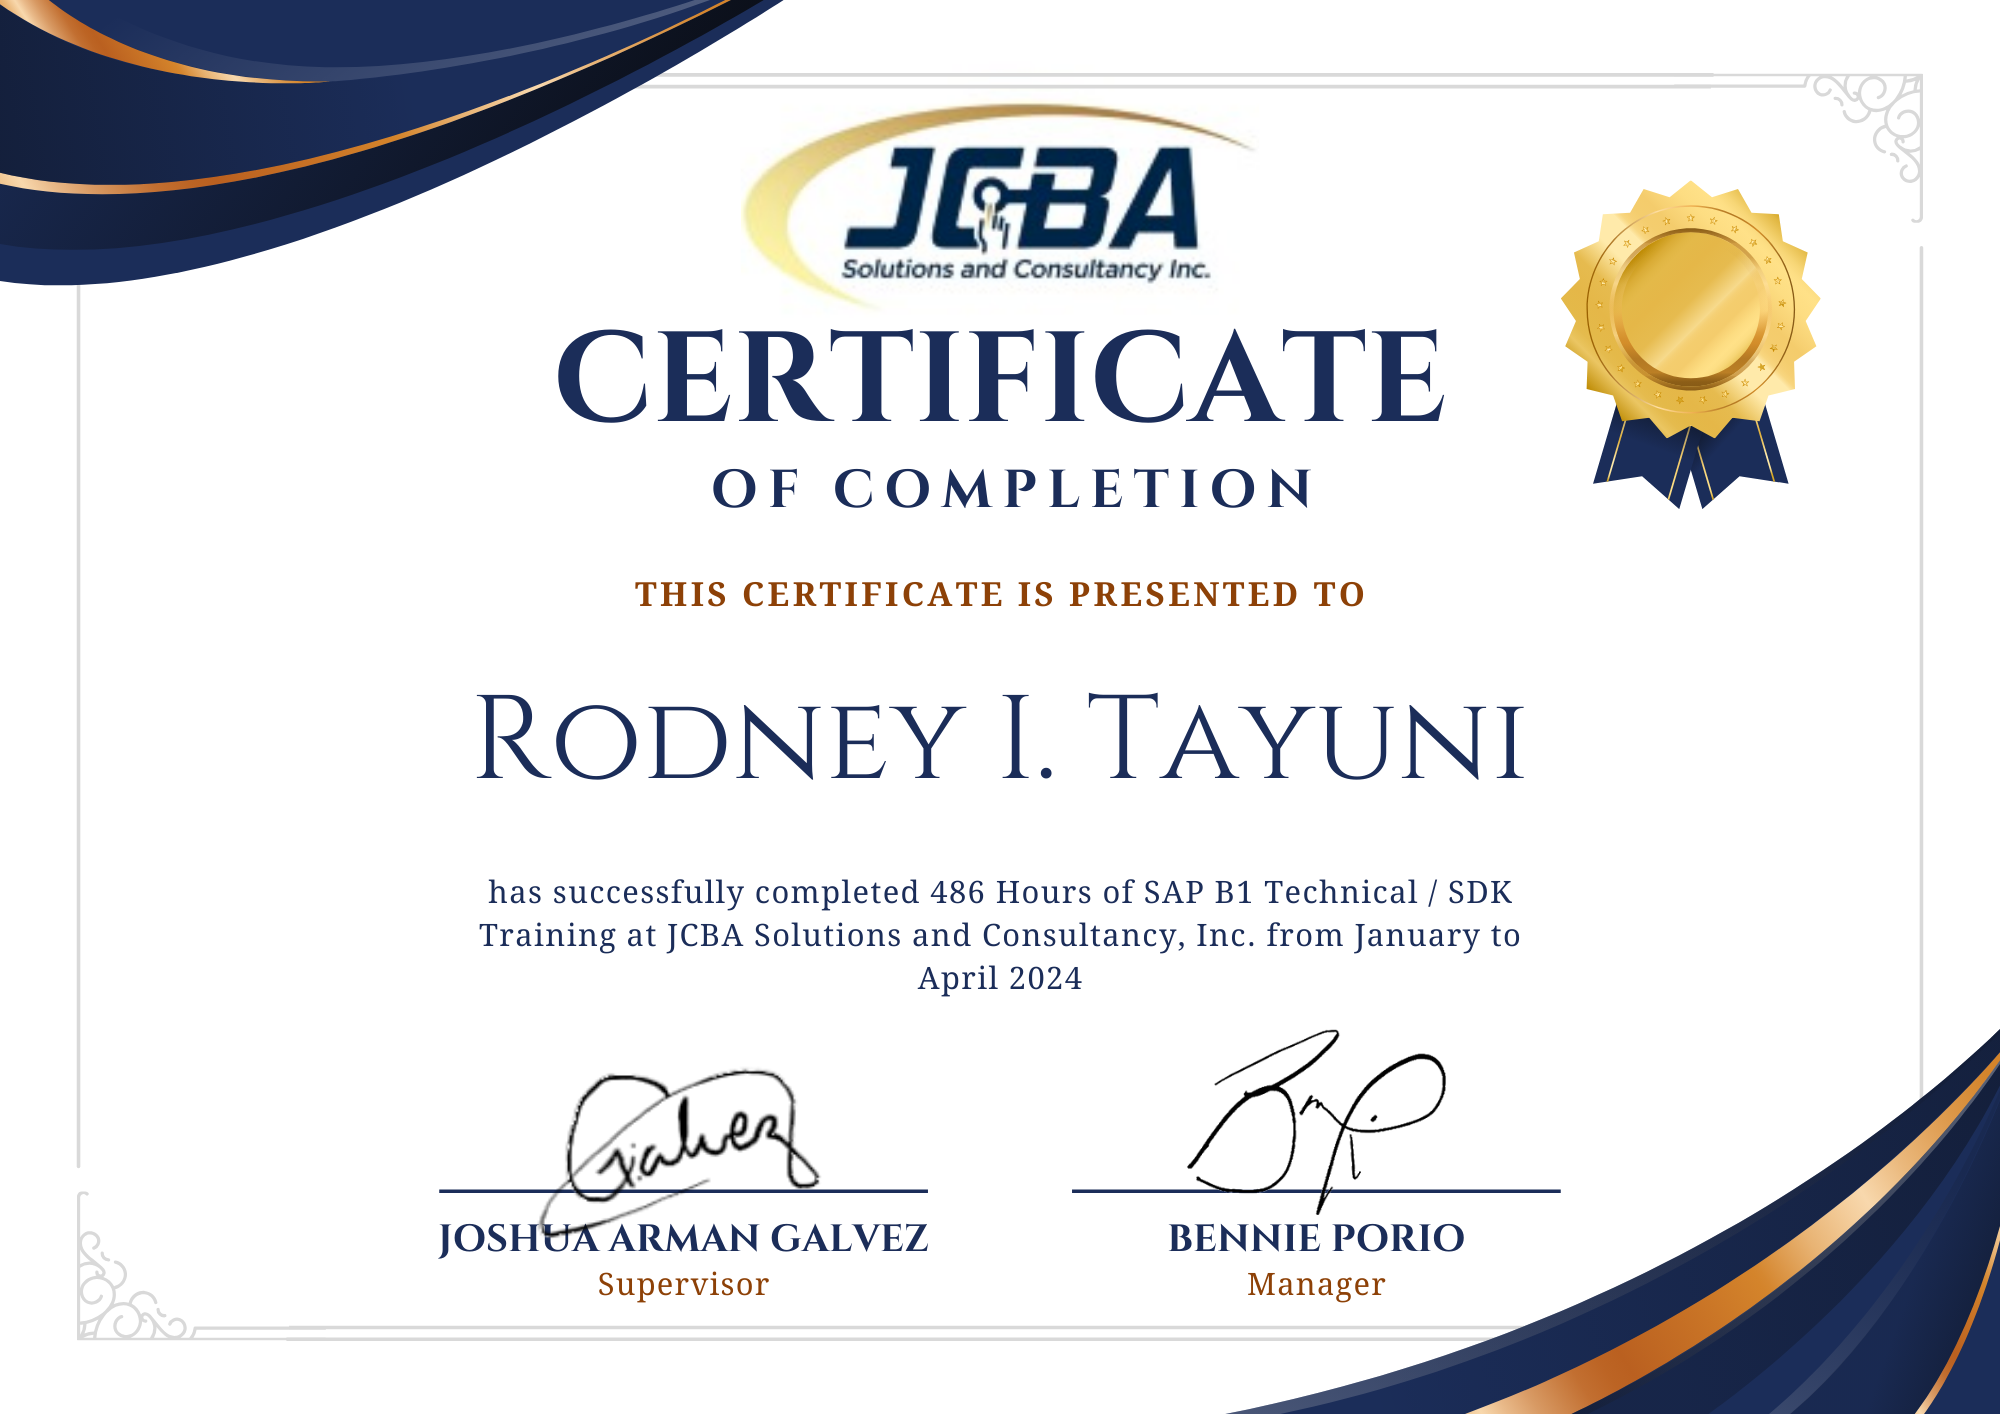 JCBA
Solutions and Consultancy Inc.
CERTIFICATE
OF COMPLETION
THIS CERTIFICATE IS PRESENTED TO
RODNEY I. TAYUNI
has successfully completed 486 Hours of SAP B1 Technical / SDK
Training at JCBA Solutions and Consultancy, Inc. from January to
April 2024
Galvez
JOSHUA ARMAN GALVEZ
Supervisor
BENNIE PORIO
Manager